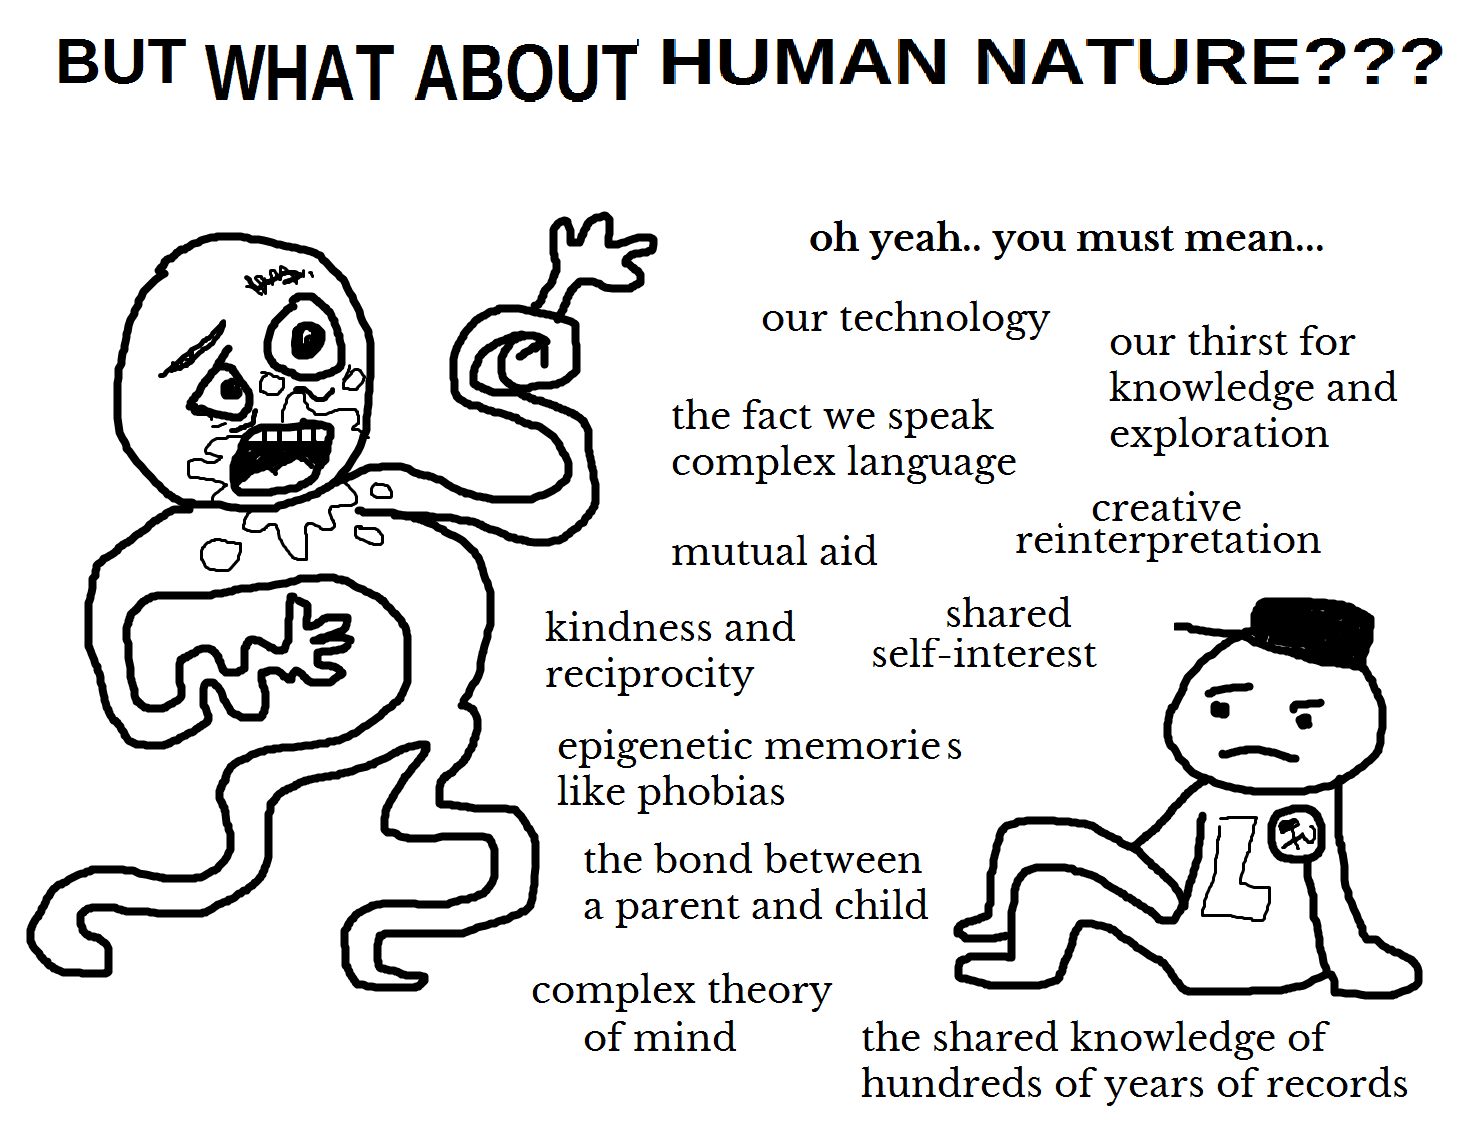 BUT WHAT ABOUT HUMAN NATURE???
oh yeah.. you must mean...
our technology
our thirst for
knowledge and
exploration
the fact we speak
complex language
creative
reinterpretation
mutual aid
shared
self-interest
kindness and
reciprocity
epigenetic memories
like phobias
the bond between
a parent and child
L
complex theory
of mind
the shared knowledge of
hundreds of years of records